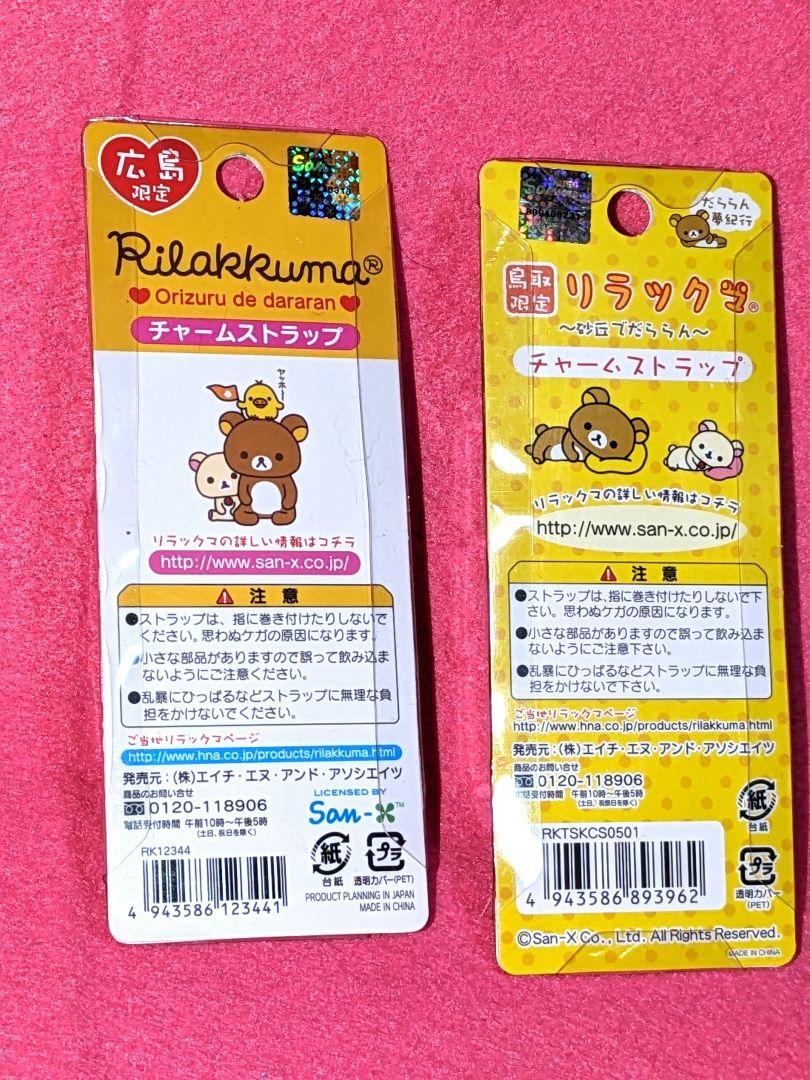 広島
限定
San-X
Rilakkuma®
♥ Orizuru de dararan ♥
チャームストラップ
ヤッホー
リラックマの詳しい情報はコチラ
http://www.san-x.co.jp/
⚠ 注意
●ストラップは、指に巻き付けたりしないで
ください。思わぬケガの原因になります。
●小さな部品がありますので誤って飲み込ま
ないようにご注意ください。
●乱暴にひっぱるなどストラップに無理な負
担をかけないでください。
ご当地リラックマページ
http://www.hna.co.jp/products/rilakkuma.html
発売元:(株)エイチ・エヌ・アンド・アソシエイツ
商品のお問い合せ
0120-118906
電話受付時間 午前10時〜午後5時
(土日、祝日を除く)
LICENSED BY
San-X™
RK12344
4 943586 123441
紙
台紙
プラ
透明カバー(PET)
PRODUCT PLANNING IN JAPAN
MADE IN CHINA
だららん
夢紀行
鳥取
限定
リラックマ®
〜砂丘でだららん〜
チャームストラップ
リラックマの詳しい情報はコチラ
http://www.san-x.co.jp/
⚠ 注意
●ストラップは、指に巻き付けたりしないで下
さい。思わぬケガの原因になります。
●小さな部品がありますので誤って飲み込ま
ないようにご注意下さい。
●乱暴にひっぱるなどストラップに無理な負
担をかけないで下さい。
ご当地リラックマページ
http://www.hna.co.jp/products/rilakkuma.html
発売元:(株)エイチ・エヌ・アンド・アソシエイツ
商品のお問い合せ
0120-118906
電話受付時間 午前10時〜午後5時
(土日、祝祭日を除く)
RKTSKCS0501
4 943586 893962
紙
台紙
プラ
透明カバー
(PET)
©San-X Co., Ltd. All Rights Reserved.
MADE IN CHINA